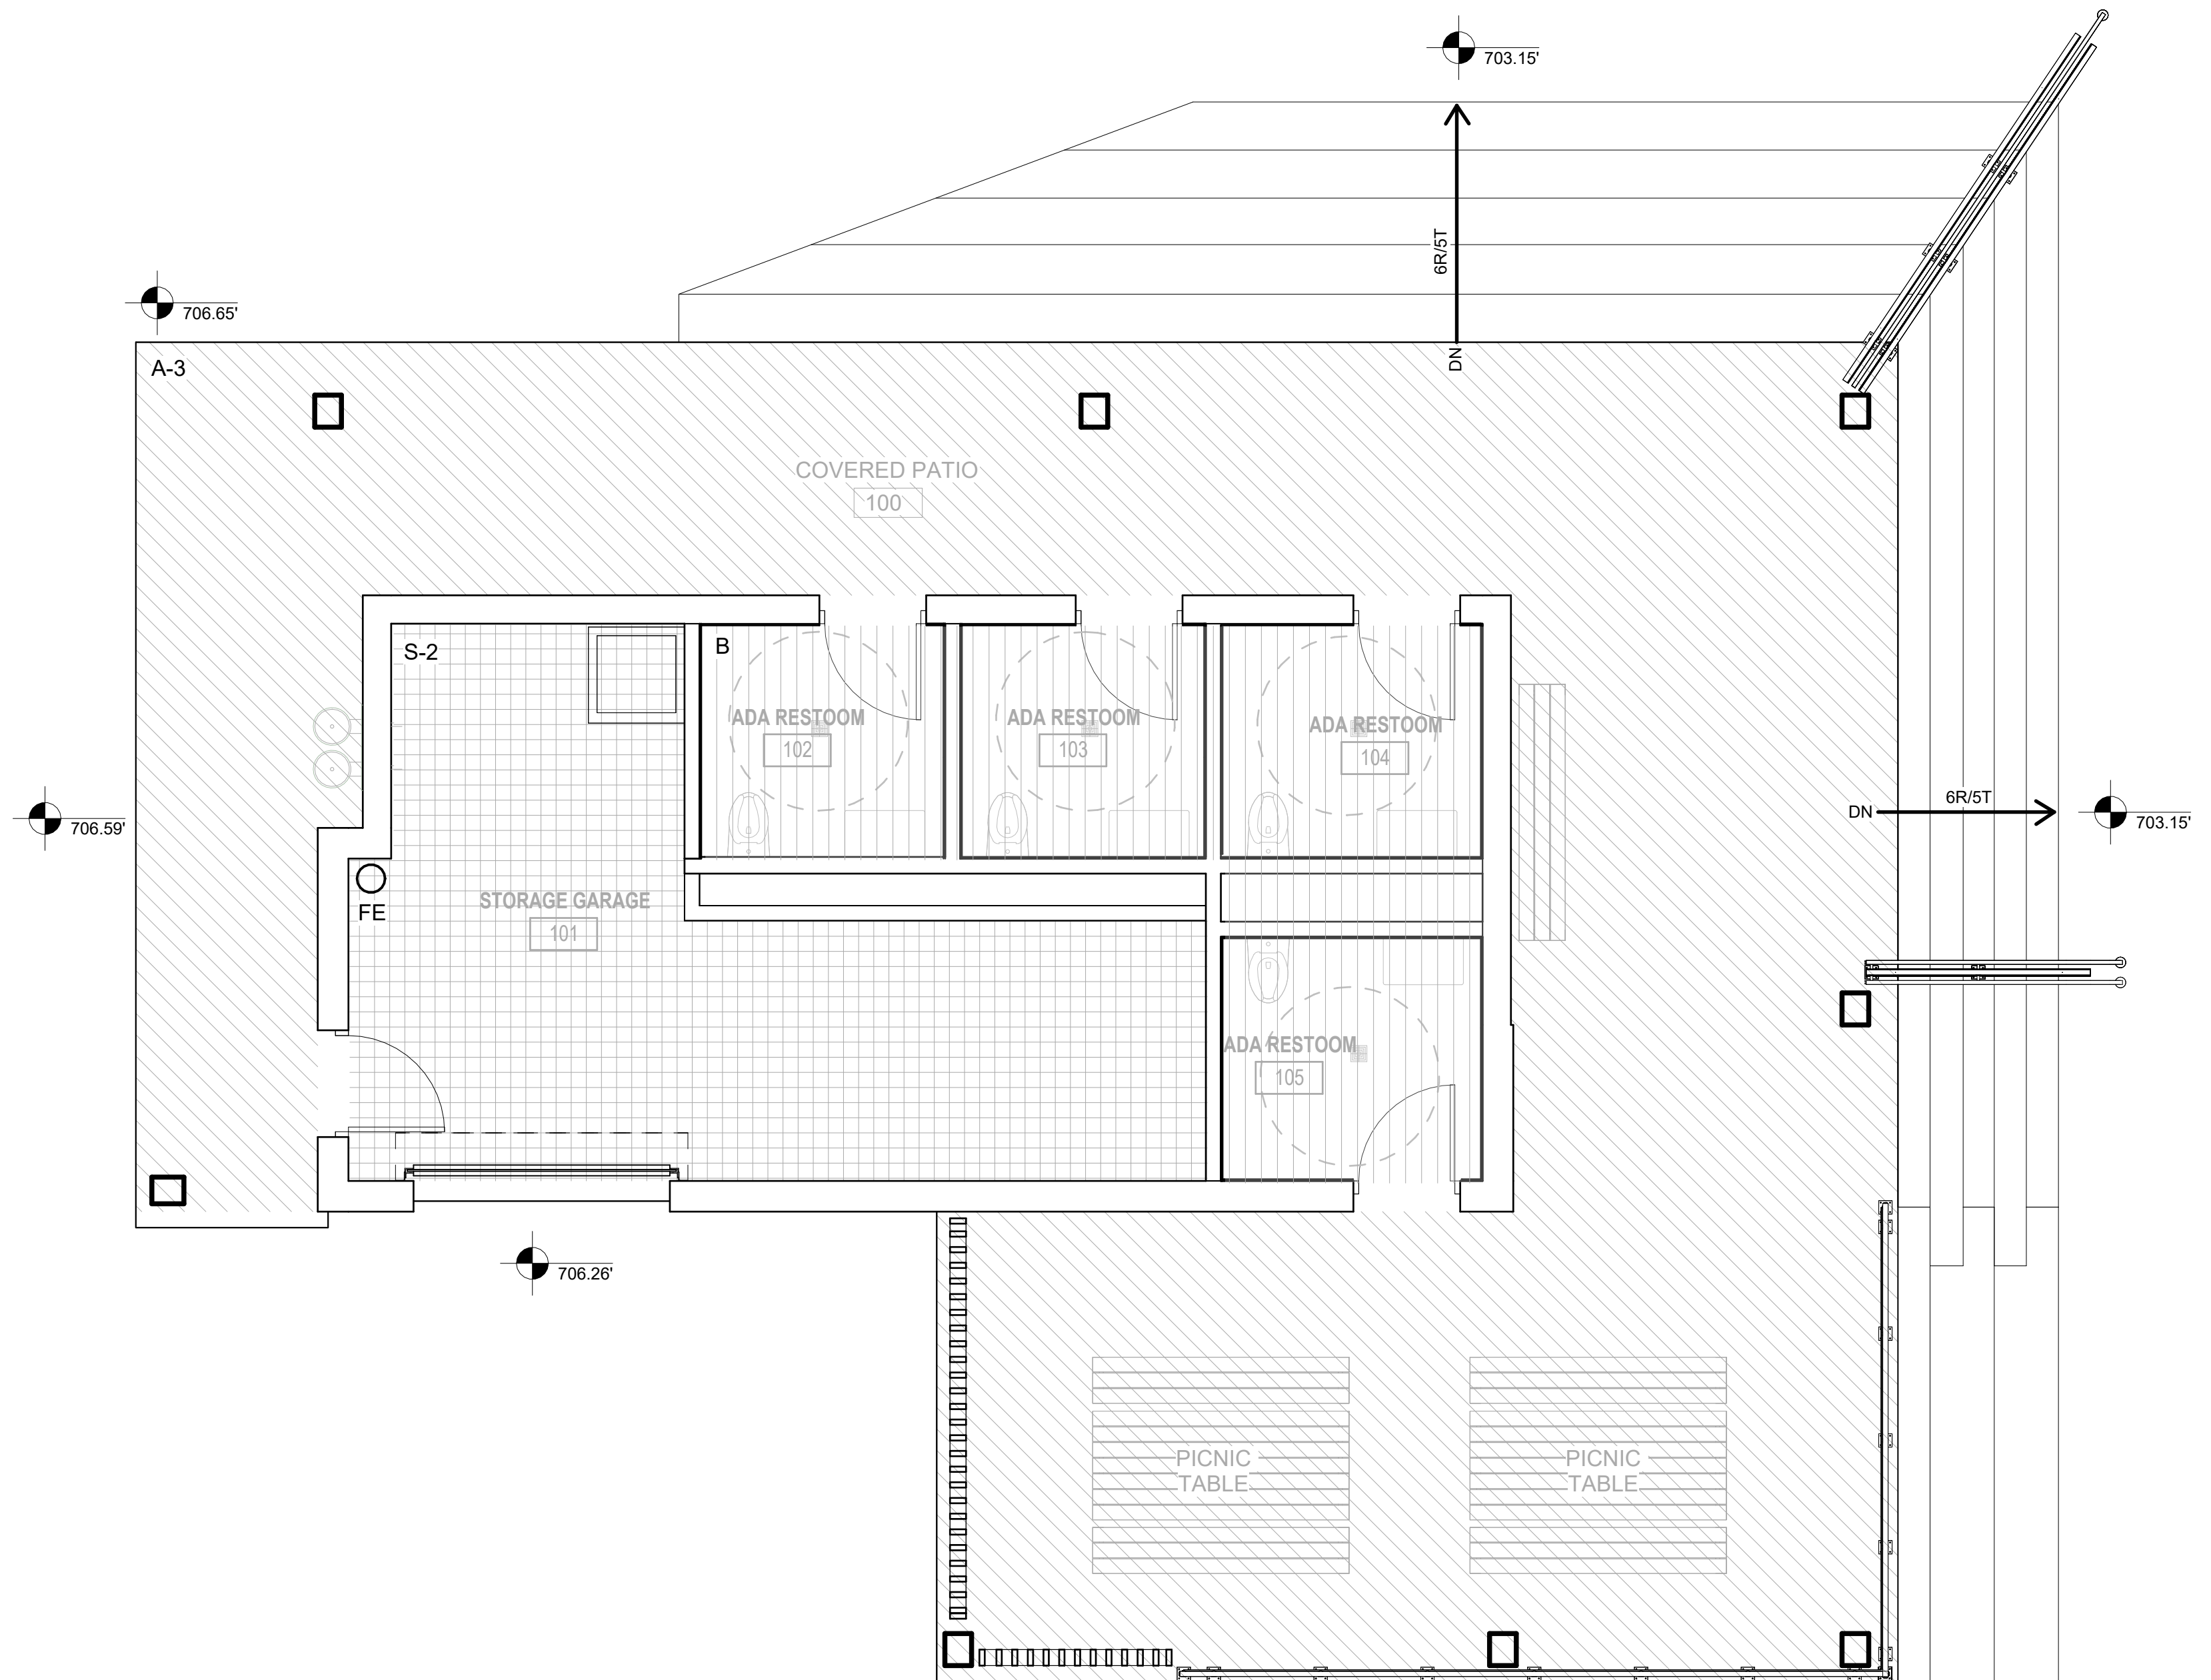 703.15'
6R/5T
DN
706.65'
A-3
COVERED PATIO
100
S-2
B
ADA RESTOOM
102
ADA RESTOOM
103
ADA RESTOOM
104
706.59'
DN
6R/5T
703.15'
FE
STORAGE GARAGE
101
ADA RESTOOM
105
706.26'
PICNIC
TABLE
PICNIC
TABLE